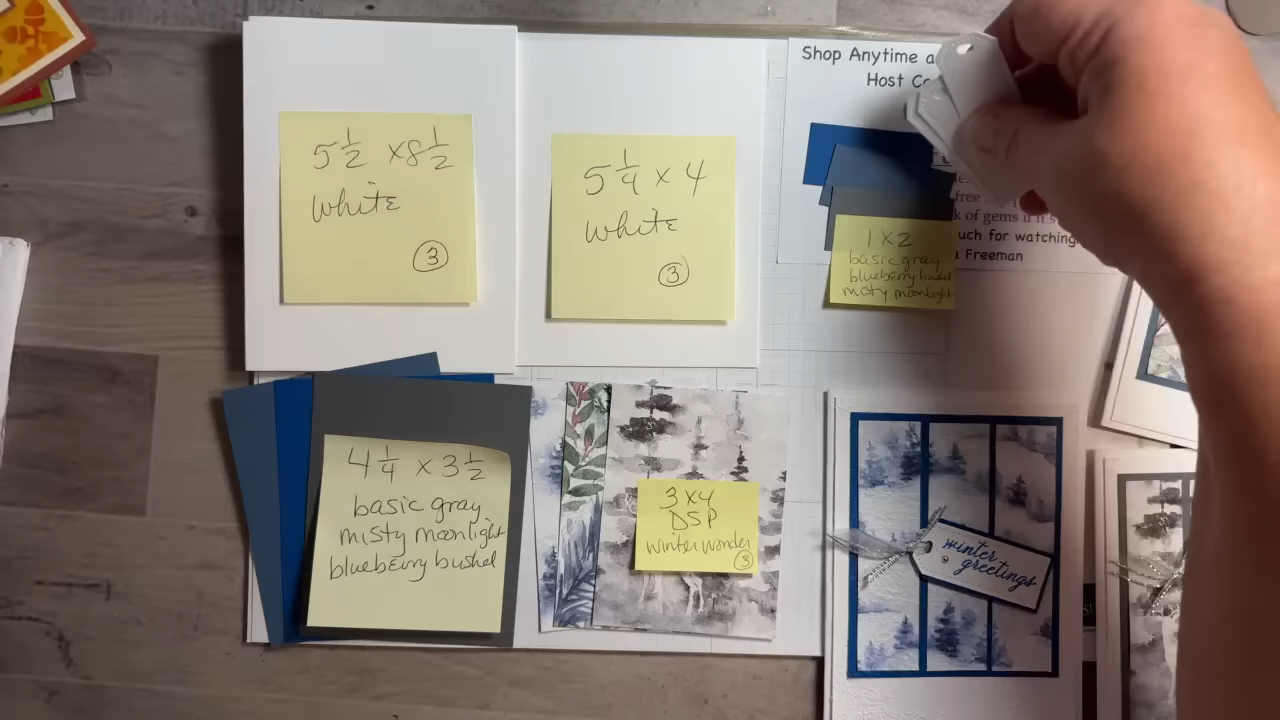 5 1/2 x 8 1/2
white
3
5 1/4 x 4
white
3
Shop Anytime a
Host Co
free
k of gems if it's
uch for watching.
Freeman
1 x 2
basic gray
blueberry bushel
misty moonlight
4 1/4 x 3 1/2
basic gray
misty moonlight
blueberry bushel
3 x 4
DSP
winter wonder
3
winter
greetings